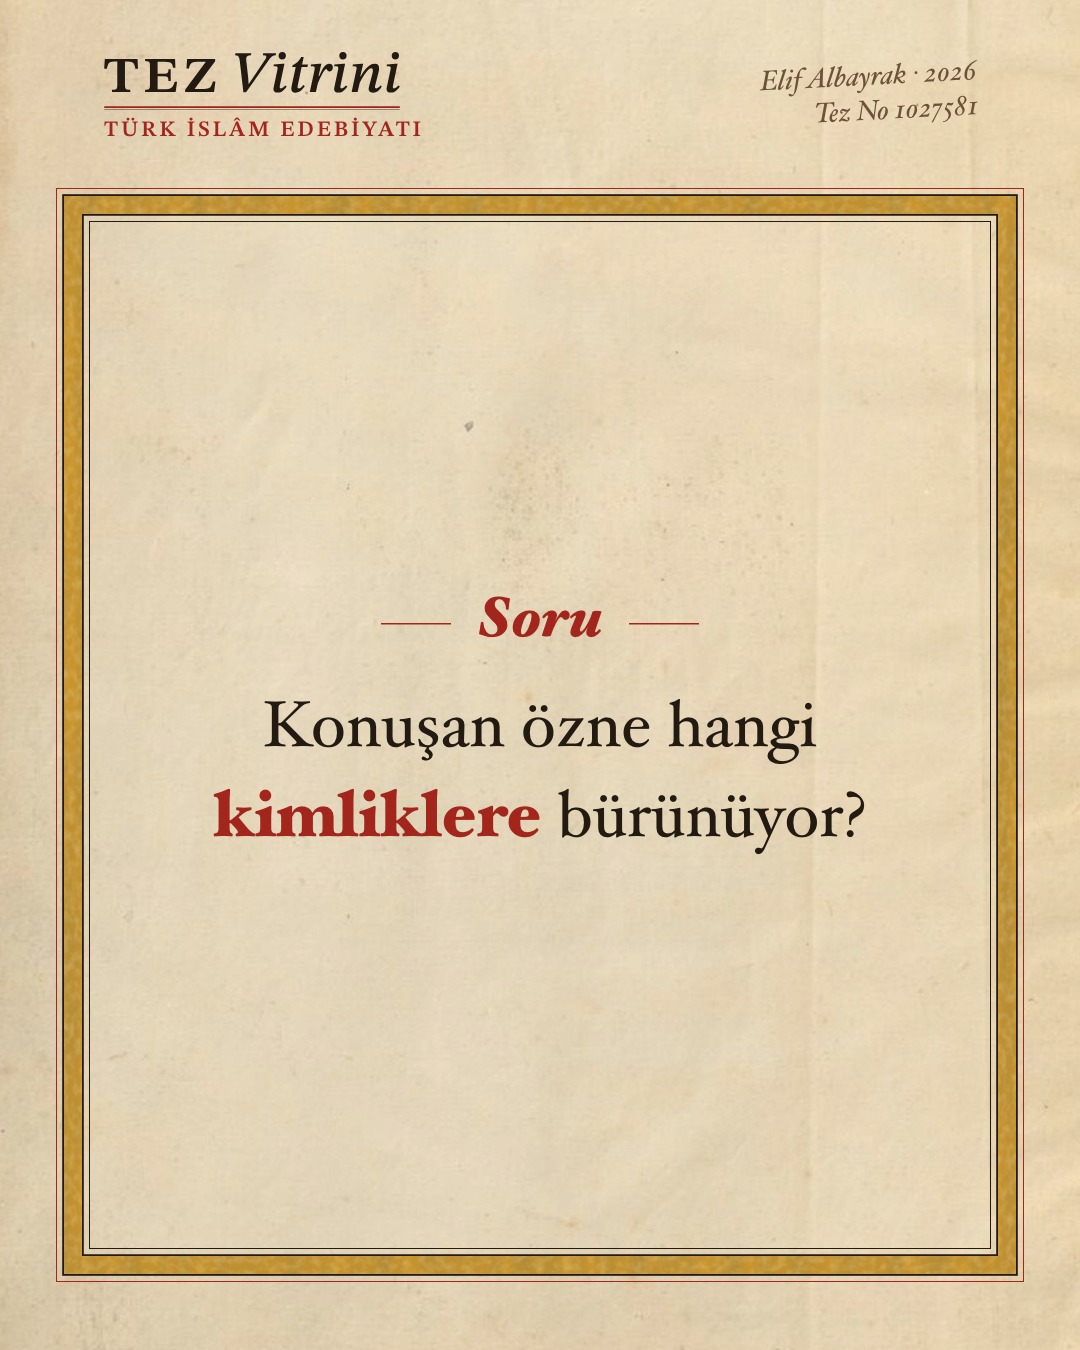 TEZ Vitrini
TÜRK İSLÂM EDEBİYATI
Elif Albayrak · 2026
Tez No 1027581
Soru
Konuşan özne hangi
kimliklere bürünüyor?